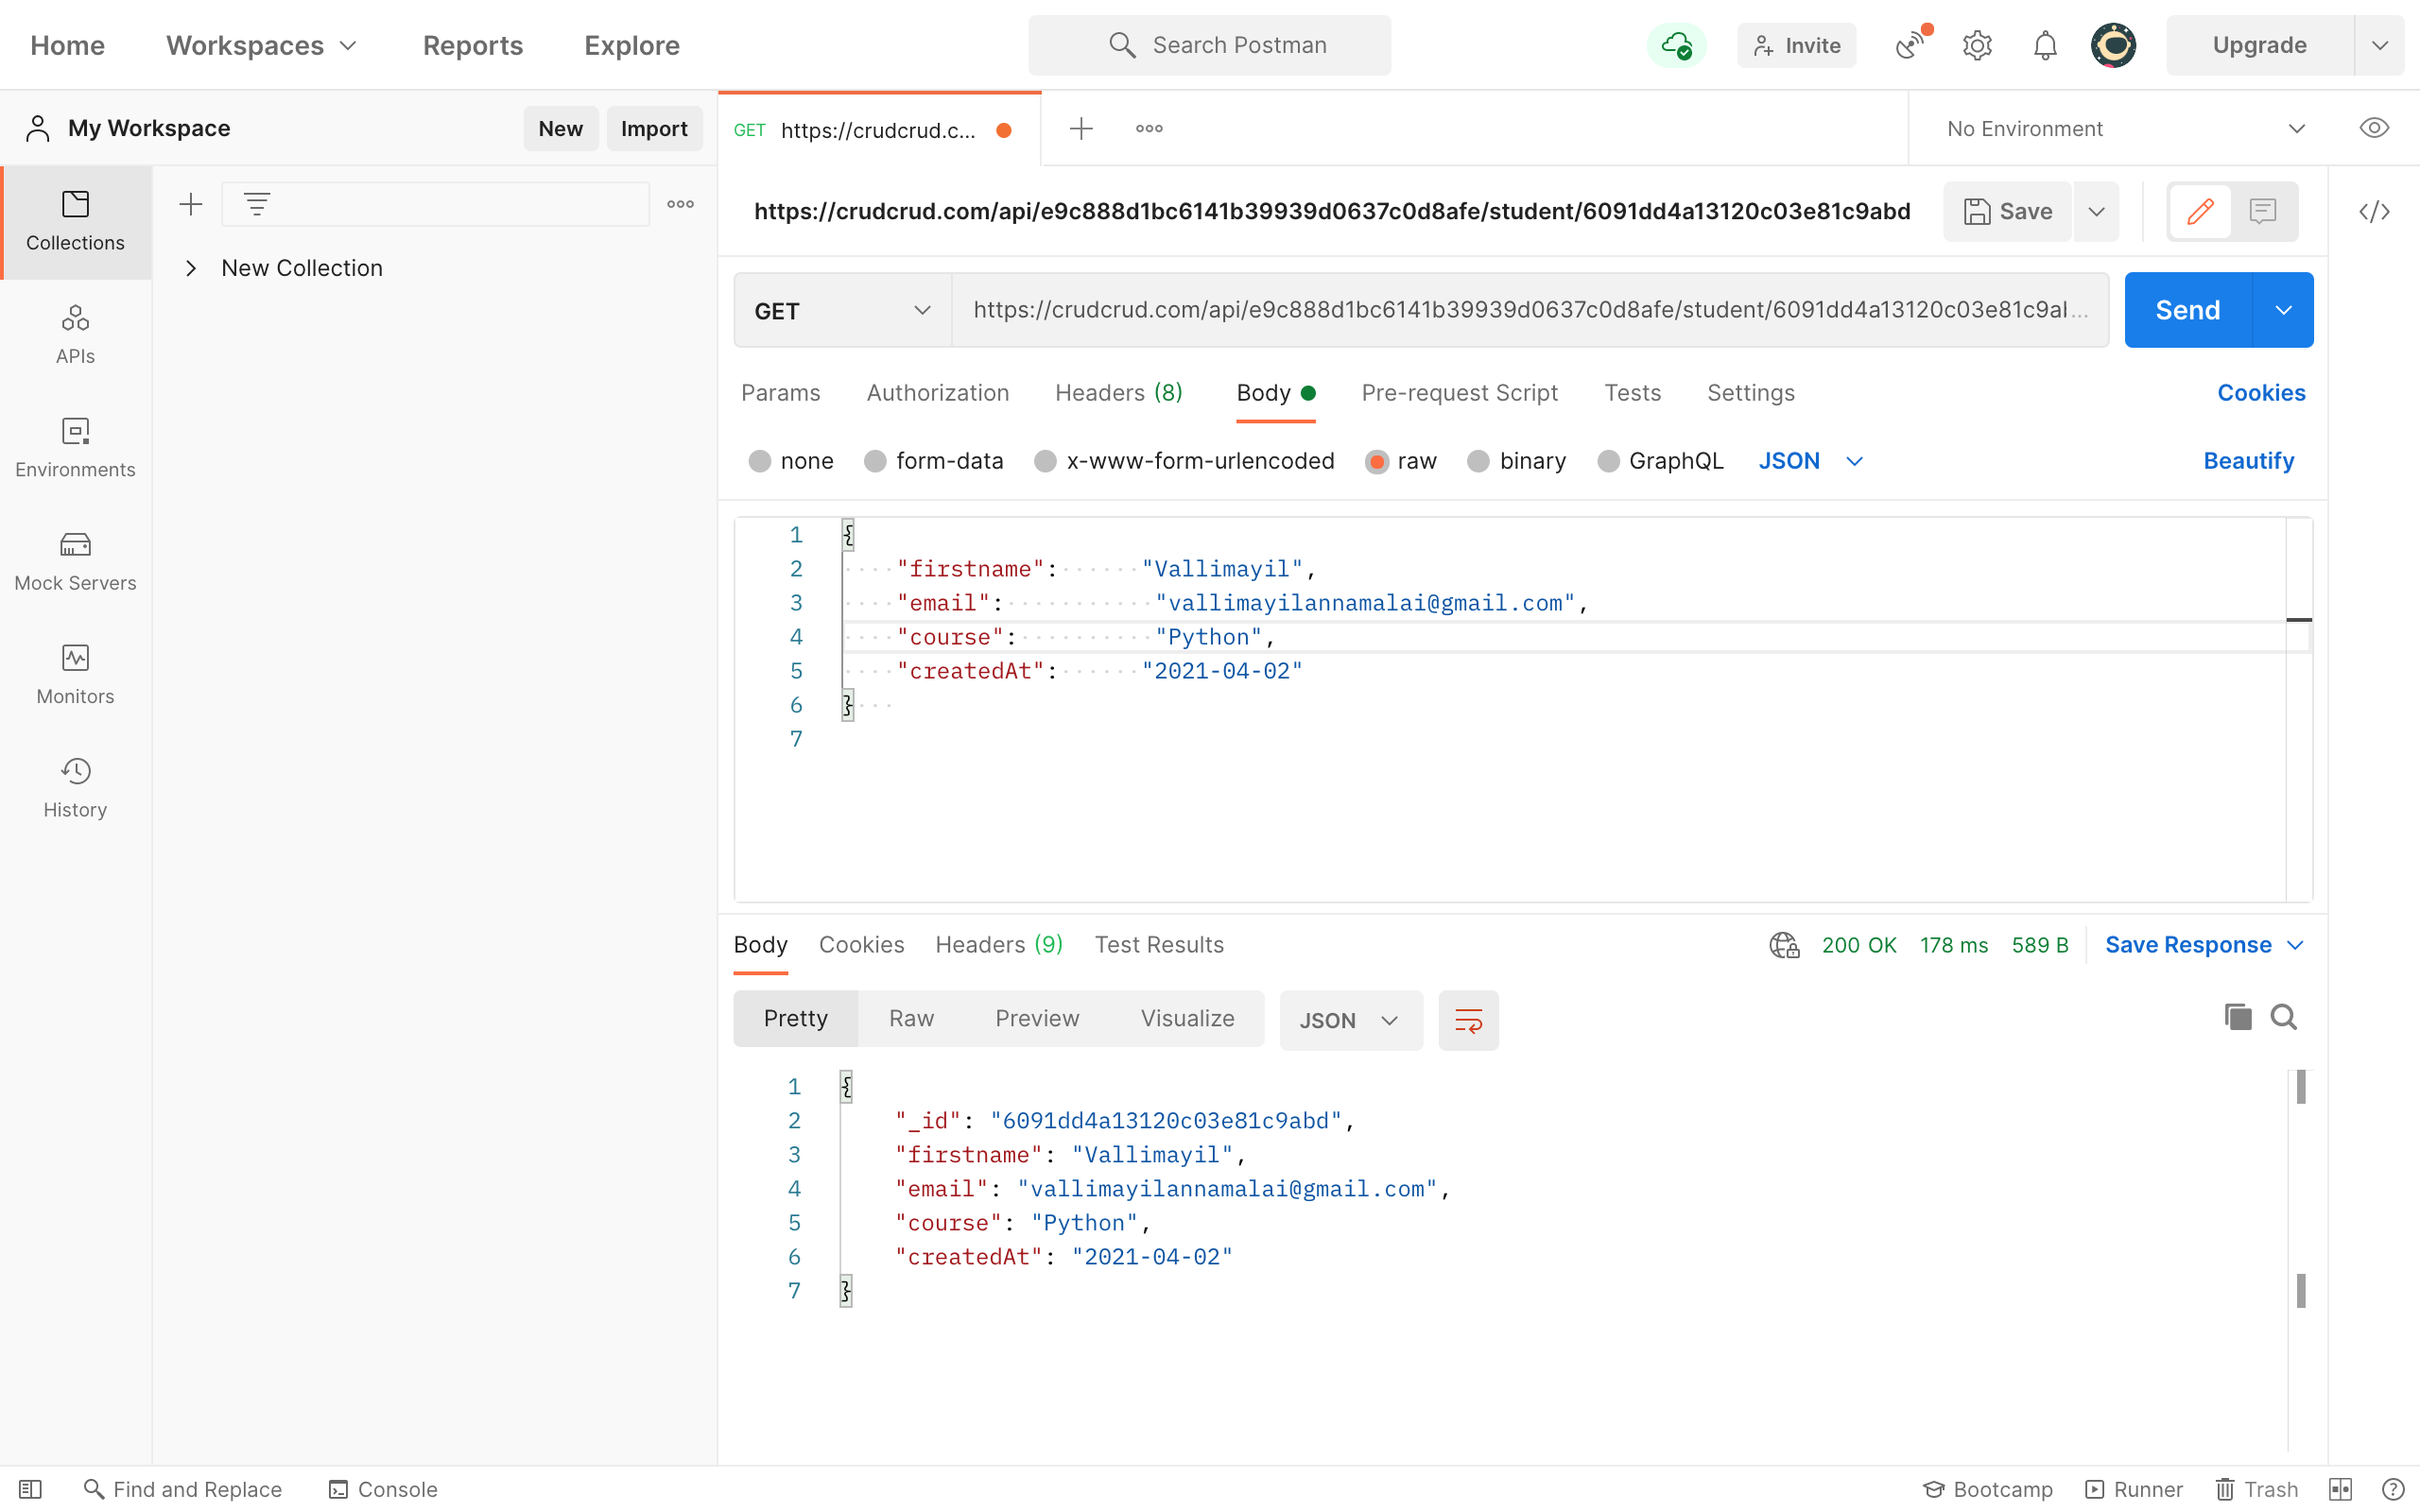 Home Workspaces Reports Explore Search Postman Invite Upgrade
My Workspace New Import GET https://crudcrud.c... No Environment
Collections
APIs
Environments
Mock Servers
Monitors
History
New Collection
https://crudcrud.com/api/e9c888d1bc6141b39939d0637c0d8afe/student/6091dd4a13120c03e81c9abd Save
GET https://crudcrud.com/api/e9c888d1bc6141b39939d0637c0d8afe/student/6091dd4a13120c03e81c9al... Send
Params Authorization Headers (8) Body Pre-request Script Tests Settings Cookies
none form-data x-www-form-urlencoded raw binary GraphQL JSON Beautify
1 {
2 "firstname": "Vallimayil",
3 "email": "vallimayilannamalai@gmail.com",
4 "course": "Python",
5 "createdAt": "2021-04-02"
6 }
7
Body Cookies Headers (9) Test Results 200 OK 178 ms 589 B Save Response
Pretty Raw Preview Visualize JSON
1 {
2 "_id": "6091dd4a13120c03e81c9abd",
3 "firstname": "Vallimayil",
4 "email": "vallimayilannamalai@gmail.com",
5 "course": "Python",
6 "createdAt": "2021-04-02"
7 }
Find and Replace Console Bootcamp Runner Trash